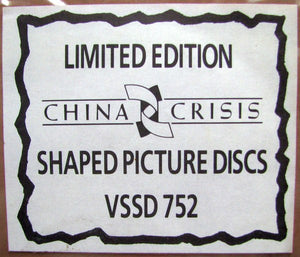 LIMITED EDITION
CHINA CRISIS
SHAPED PICTURE DISCS
VSSD 752